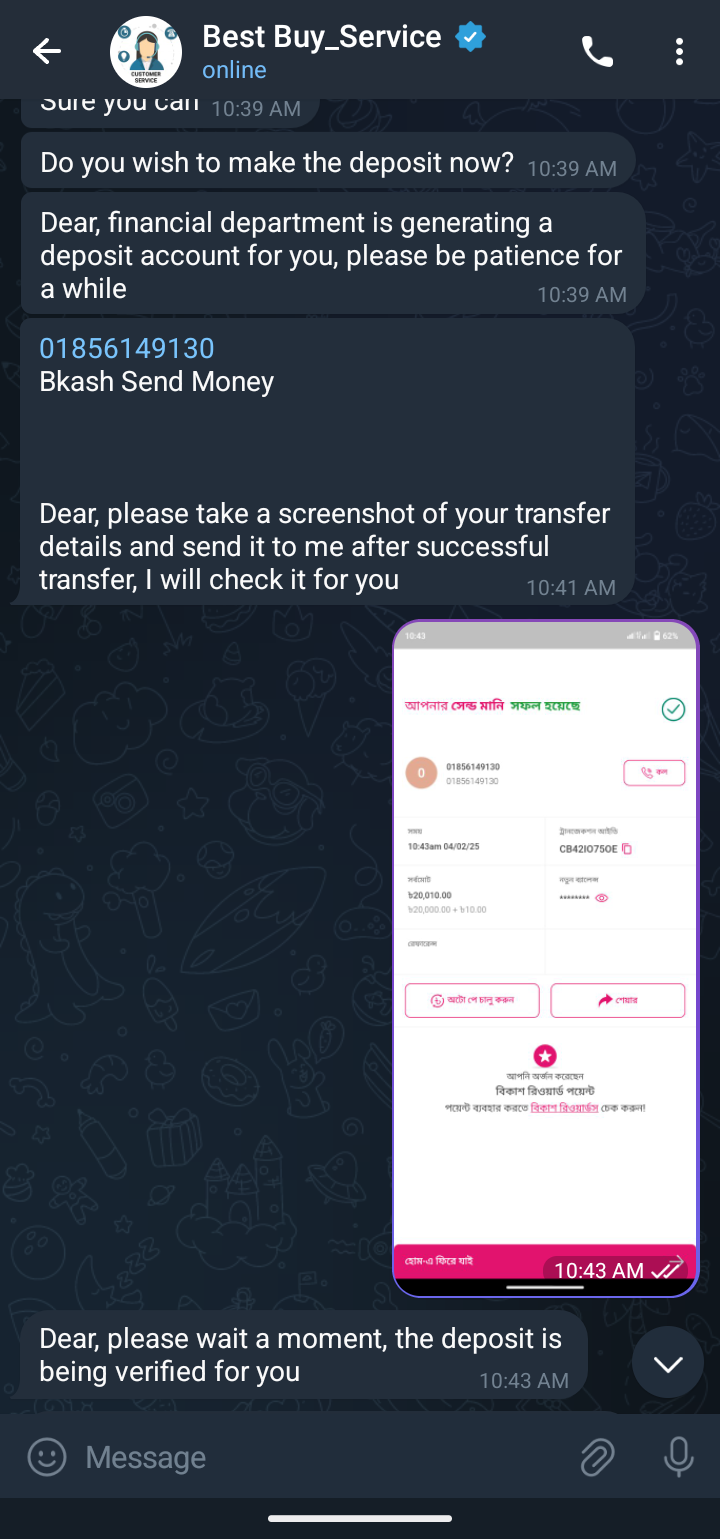 Best Buy_Service
online
CUSTOMER
SERVICE
Sure you can 10:39 AM
Do you wish to make the deposit now? 10:39 AM
Dear, financial department is generating a
deposit account for you, please be patience for
a while 10:39 AM
01856149130
Bkash Send Money
Dear, please take a screenshot of your transfer
details and send it to me after successful
transfer, I will check it for you 10:41 AM
10:43 62%
আপনার সেন্ড মানি সফল হয়েছে
0 01856149130 কল
01856149130
সময় ট্রানজেকশন আইডি
10:43am 04/02/25 CB42IO75OE
সর্বমোট নতুন ব্যালেন্স
৳20,010.00 ********
৳20,000.00 + ৳10.00
রেফারেন্স
অটো পে চালু করুন শেয়ার
আপনি অর্জন করেছেন
বিকাশ রিওয়ার্ড পয়েন্ট
পয়েন্ট ব্যবহার করতে বিকাশ রিওয়ার্ডস চেক করুন!
হোম-এ ফিরে যাই
10:43 AM
Dear, please wait a moment, the deposit is
being verified for you 10:43 AM
Message